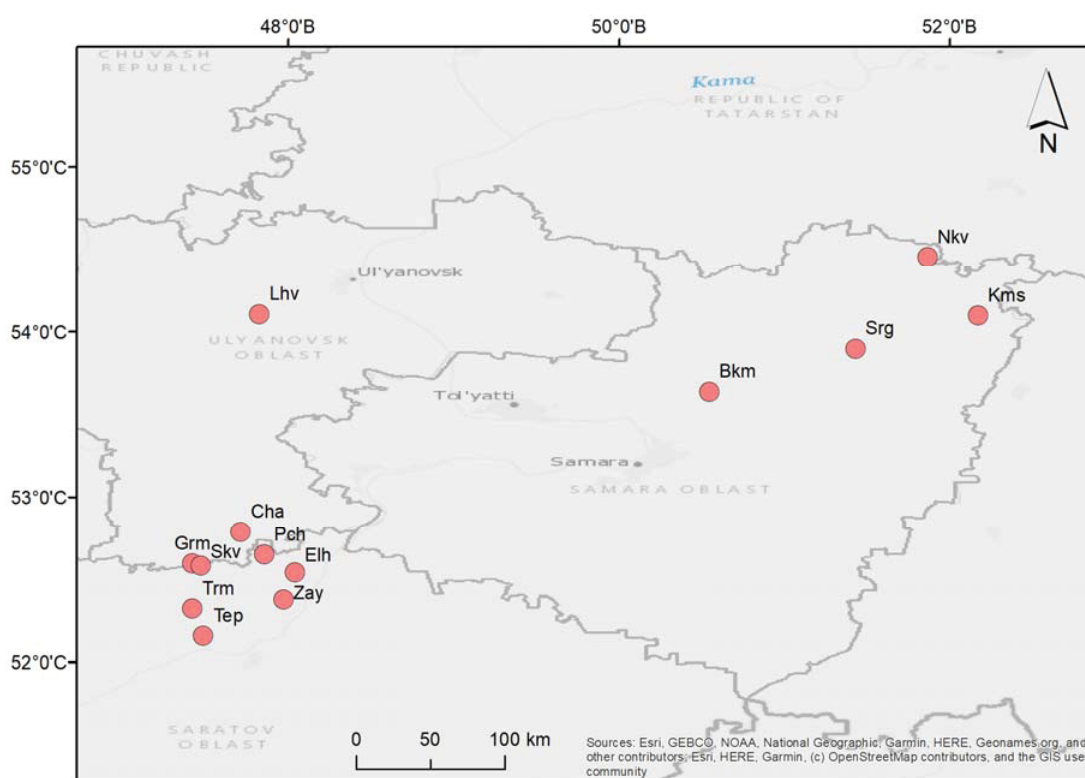 48°0'В 50°0'В 52°0'В
CHUVASH
REPUBLIC
Kama
REPUBLIC OF
TATARSTAN
N
55°0'С
Nkv
Ul'yanovsk
Lhv
Kms
54°0'С
Srg
ULYANOVSK
OBLAST
Bkm
Tol'yatti
Samara
SAMARA OBLAST
53°0'С
Cha
Pch
Grm
Skv
Elh
Trm
Zay
Tep
52°0'С
SARATOV
OBLAST
0 50 100 km
Sources: Esri, GEBCO, NOAA, National Geographic, Garmin, HERE, Geonames.org, and
other contributors, Esri, HERE, Garmin, (c) OpenStreetMap contributors, and the GIS use
community